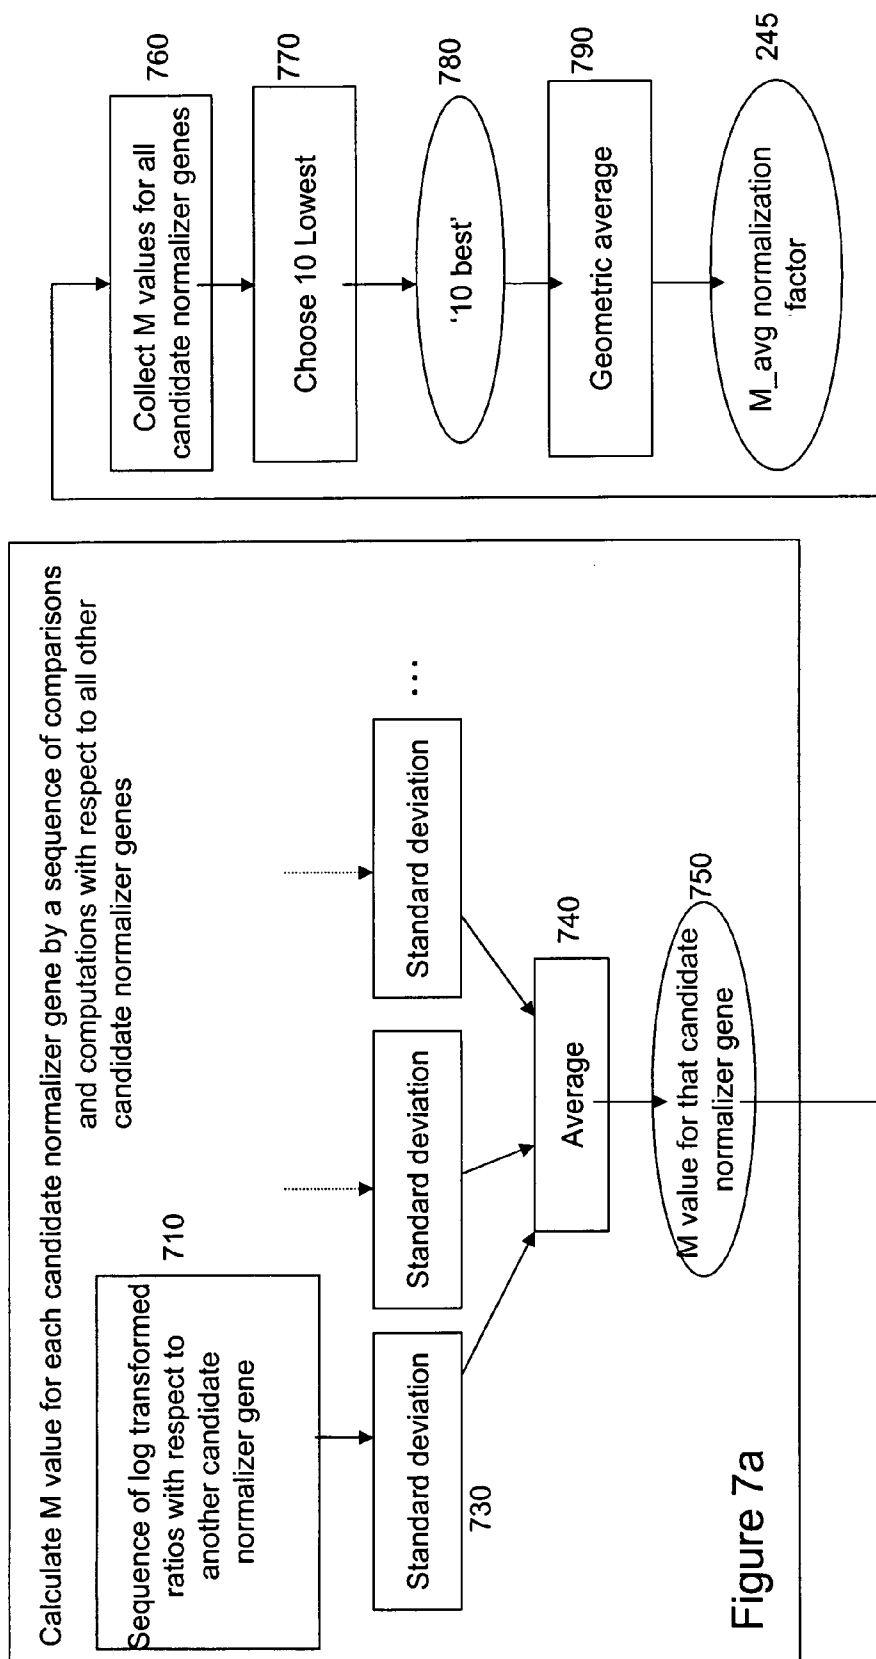 Calculate M value for each candidate normalizer gene by a sequence of comparisons
and computations with respect to all other
candidate normalizer genes
710
Sequence of log transformed
ratios with respect to
another candidate
normalizer gene
Standard deviation
Standard deviation
Standard deviation
...
730
740
Average
750
M value for that candidate
normalizer gene
Figure 7a
760
Collect M values for all
candidate normalizer genes
770
Choose 10 Lowest
780
'10 best'
790
Geometric average
245
M_avg normalization
factor